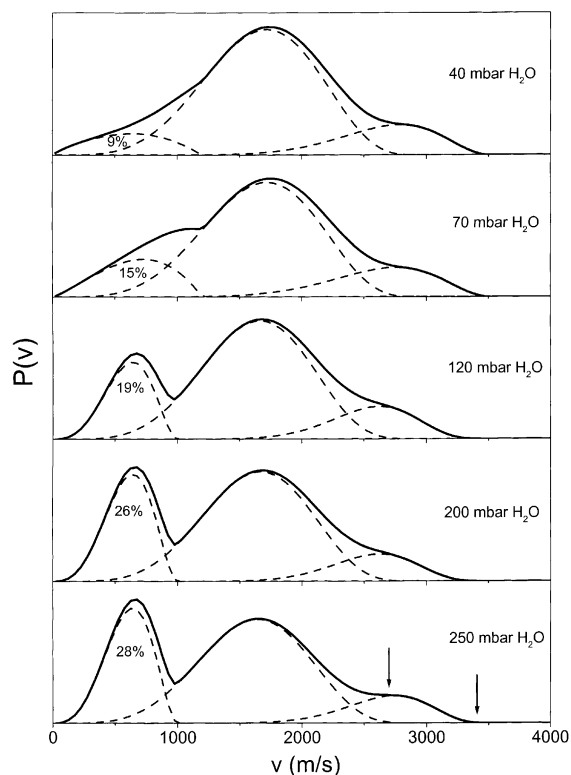 40 mbar H₂O
9%
70 mbar H₂O
15%
120 mbar H₂O
19%
P(v)
200 mbar H₂O
26%
250 mbar H₂O
28%
0 1000 2000 3000 4000
v (m/s)